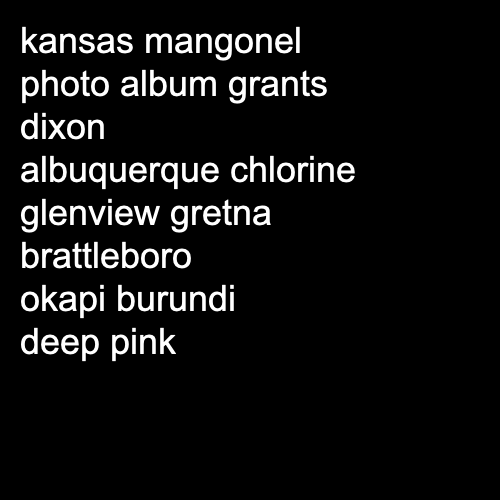 kansas mangonel
photo album grants
dixon
albuquerque chlorine
glenview gretna
brattleboro
okapi burundi
deep pink